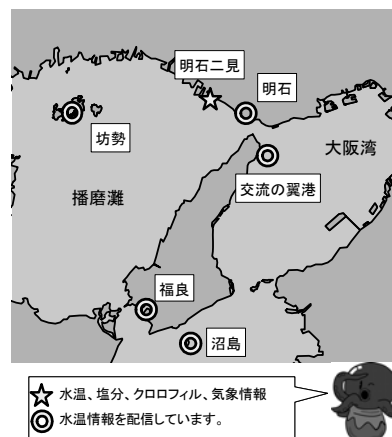 明石二見
明石
坊勢
大阪湾
交流の翼港
播磨灘
福良
沼島
☆ 水温、塩分、クロロフィル、気象情報
◎ 水温情報を配信しています。